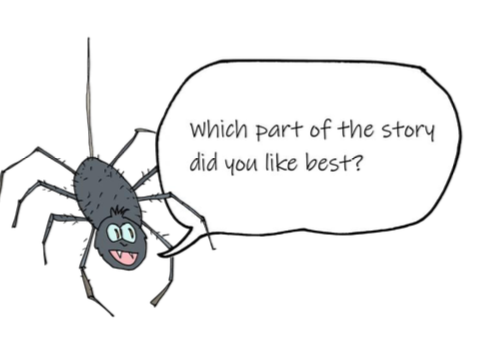 Which part of the story
did you like best?